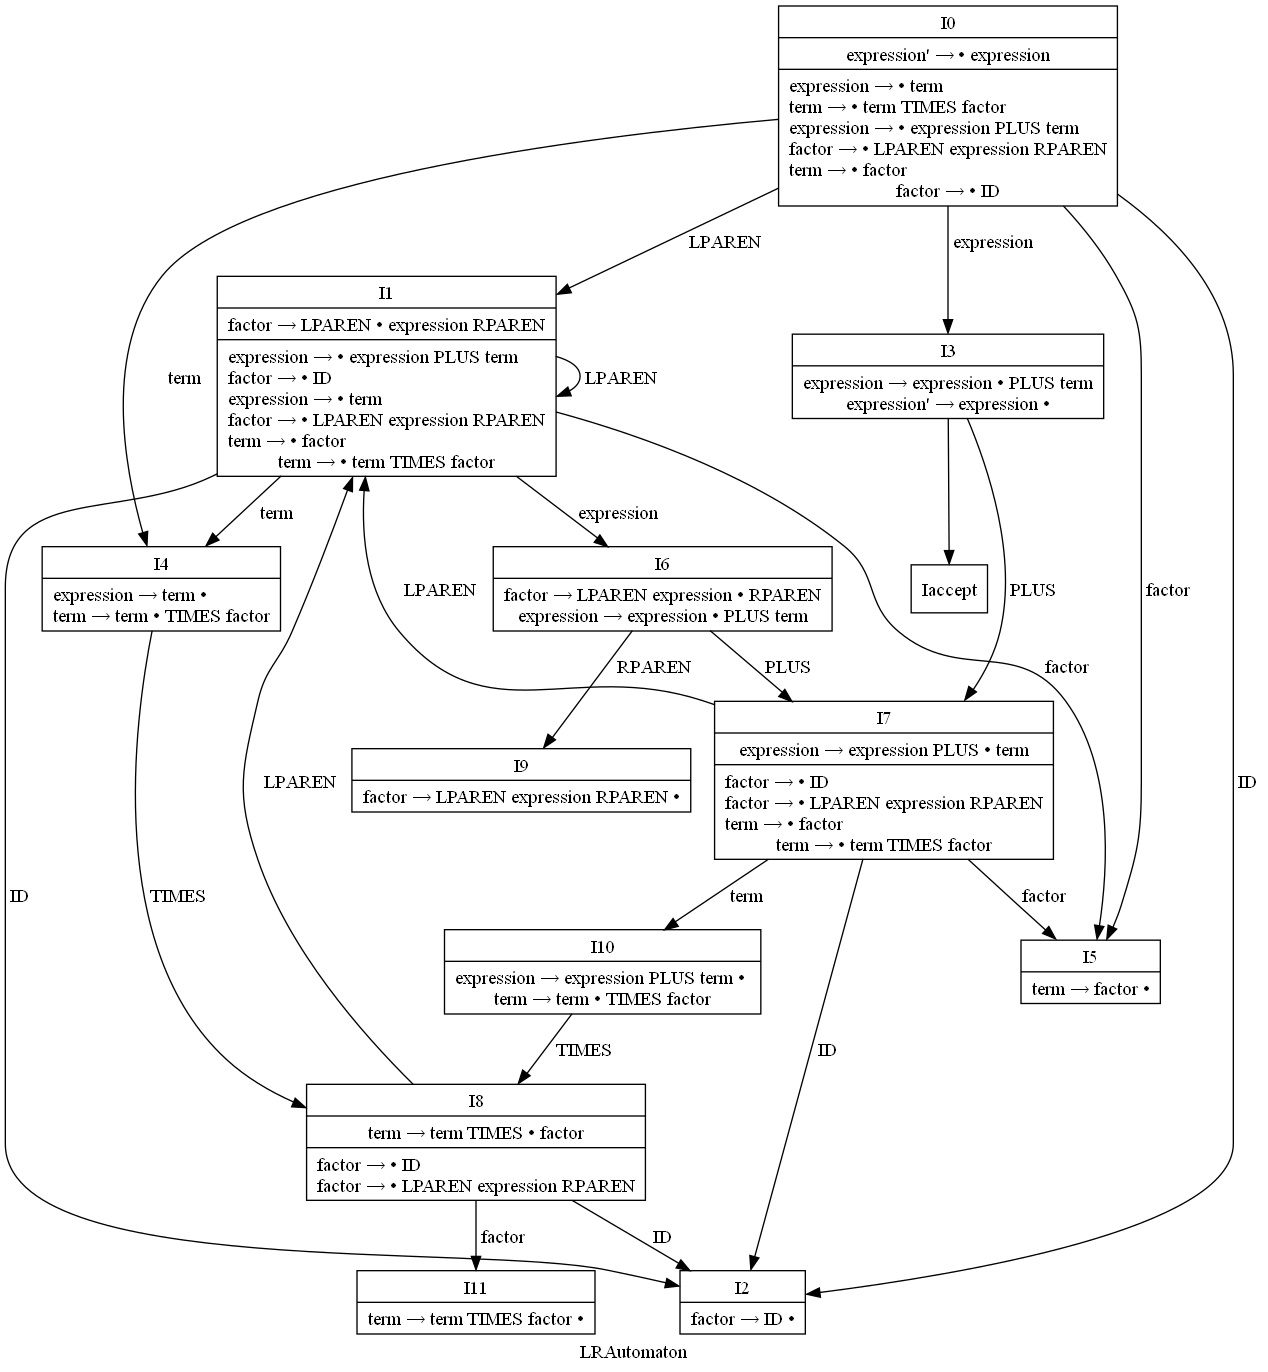 I0
expression' → • expression
expression → • term
term → • term TIMES factor
expression → • expression PLUS term
factor → • LPAREN expression RPAREN
term → • factor
factor → • ID
LPAREN
expression
I1
factor → LPAREN • expression RPAREN
expression → • expression PLUS term
factor → • ID
expression → • term
factor → • LPAREN expression RPAREN
term → • factor
term → • term TIMES factor
LPAREN
term
I3
expression → expression • PLUS term
expression' → expression •
term
expression
I4
expression → term •
term → term • TIMES factor
LPAREN
I6
factor → LPAREN expression • RPAREN
expression → expression • PLUS term
Iaccept
PLUS
factor
RPAREN
PLUS
factor
I7
expression → expression PLUS • term
factor → • ID
factor → • LPAREN expression RPAREN
term → • factor
term → • term TIMES factor
I9
factor → LPAREN expression RPAREN •
LPAREN
ID
ID
TIMES
term
factor
I10
expression → expression PLUS term •
term → term • TIMES factor
I5
term → factor •
TIMES
ID
I8
term → term TIMES • factor
factor → • ID
factor → • LPAREN expression RPAREN
factor
ID
I11
term → term TIMES factor •
I2
factor → ID •
LRAutomaton